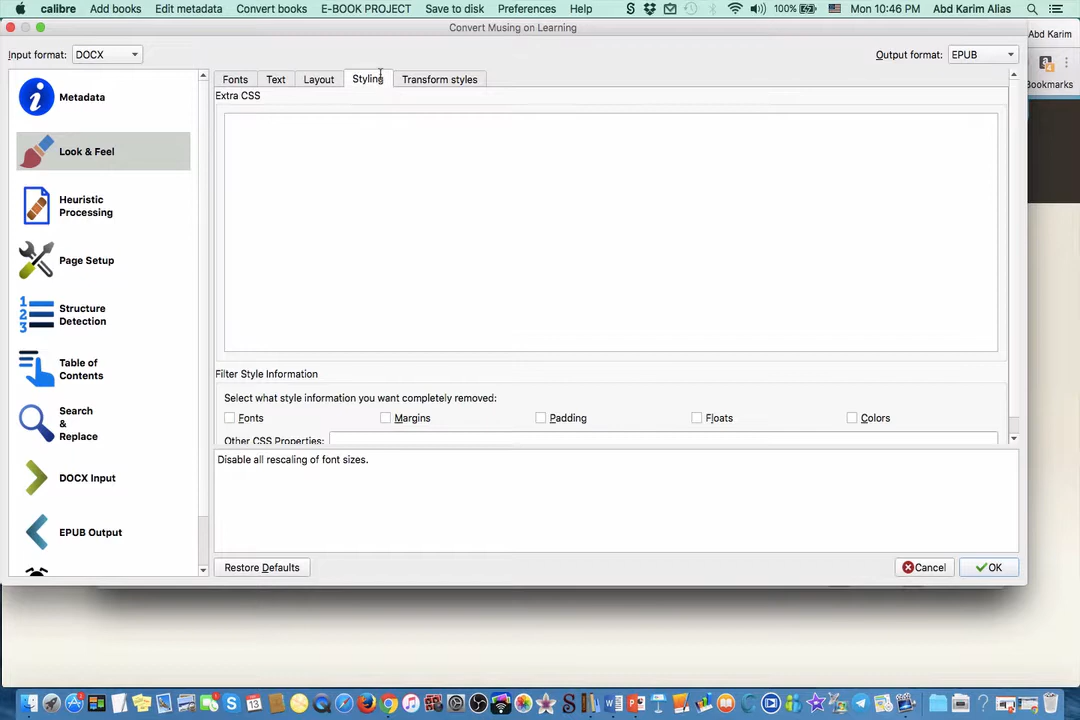 calibre Add books Edit metadata Convert books E-BOOK PROJECT Save to disk Preferences Help 100% Mon 10:46 PM Abd Karim Alias
Convert Musing on Learning
Abd Karim
Input format: DOCX
Output format: EPUB
Bookmarks
Metadata
Look & Feel
Heuristic
Processing
Page Setup
Structure
Detection
Table of
Contents
Search
&
Replace
DOCX Input
EPUB Output
Fonts Text Layout Styling Transform styles
Extra CSS
Filter Style Information
Select what style information you want completely removed:
Fonts Margins Padding Floats Colors
Other CSS Properties:
Disable all rescaling of font sizes.
Restore Defaults
Cancel OK